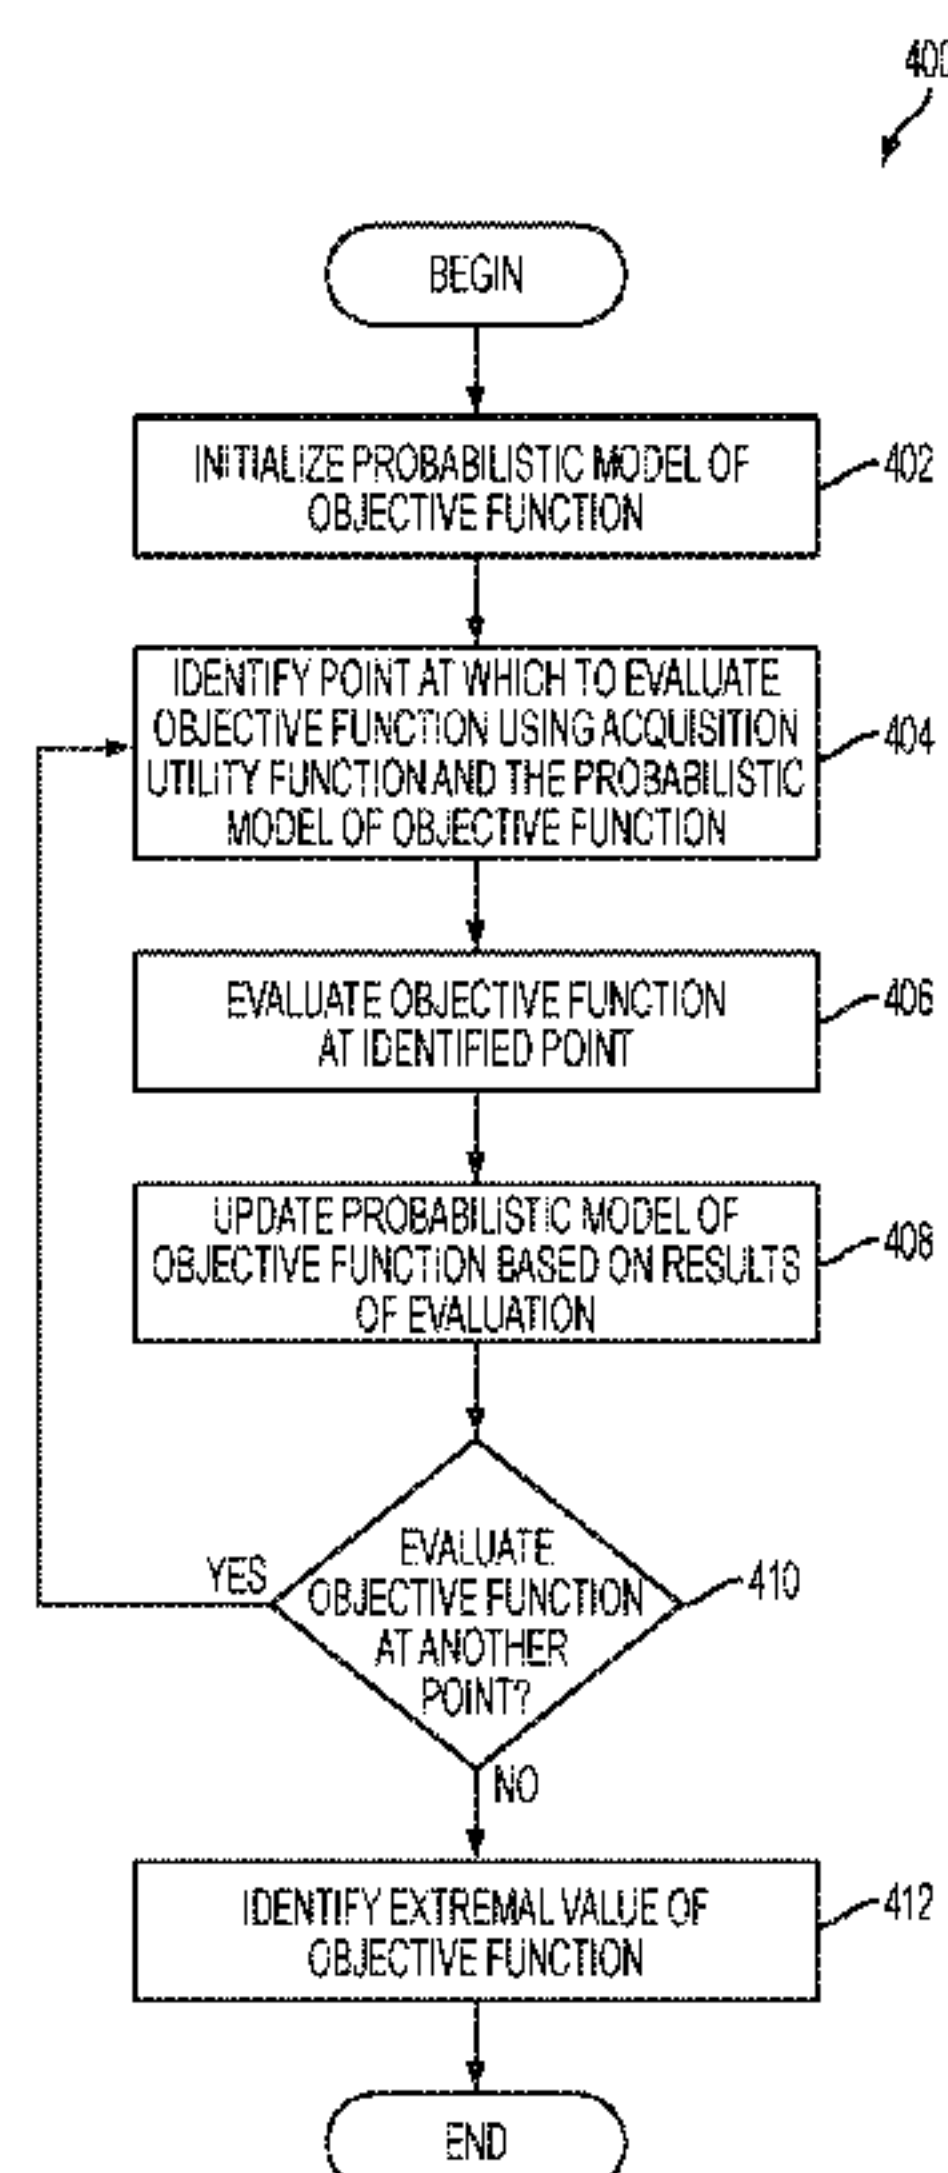 400
BEGIN
INITIALIZE PROBABILISTIC MODEL OF
OBJECTIVE FUNCTION
402
IDENTIFY POINT AT WHICH TO EVALUATE
OBJECTIVE FUNCTION USING ACQUISITION
UTILITY FUNCTION AND THE PROBABILISTIC
MODEL OF OBJECTIVE FUNCTION
404
EVALUATE OBJECTIVE FUNCTION
AT IDENTIFIED POINT
406
UPDATE PROBABILISTIC MODEL OF
OBJECTIVE FUNCTION BASED ON RESULTS
OF EVALUATION
408
EVALUATE
OBJECTIVE FUNCTION
AT ANOTHER
POINT?
410
YES
NO
IDENTIFY EXTREMAL VALUE OF
OBJECTIVE FUNCTION
412
END